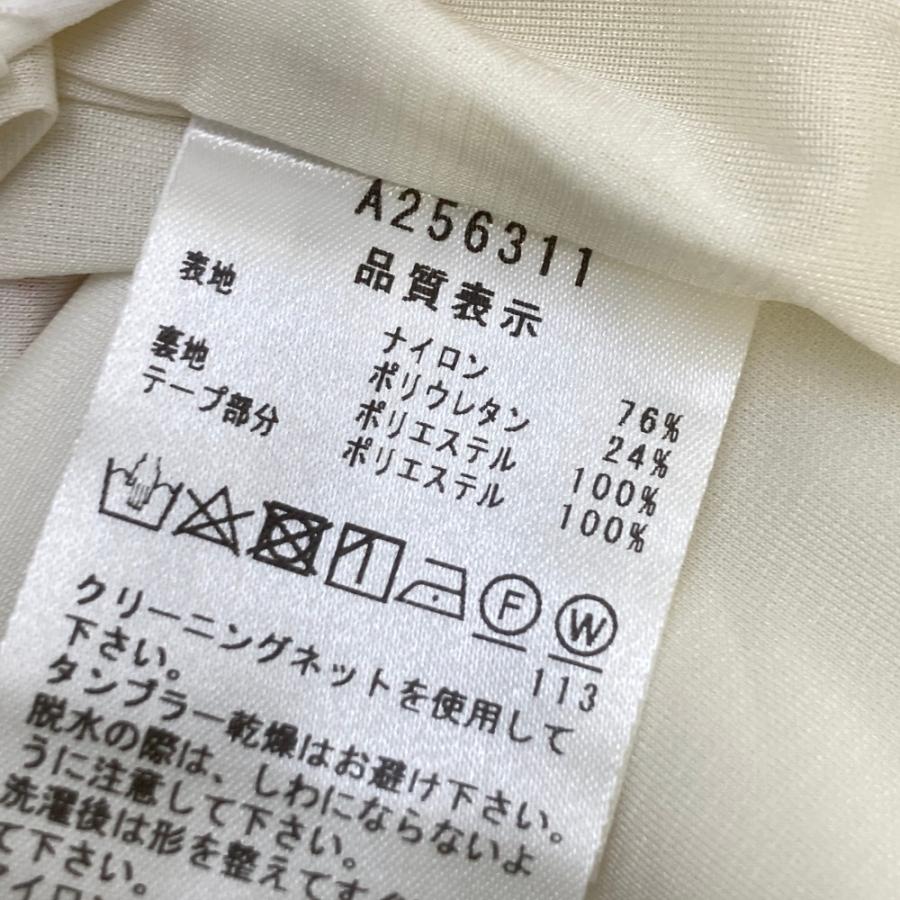 A256311
品質表示
表地 ナイロン 76%
ポリウレタン 24%
裏地 ポリエステル 100%
テープ部分 ポリエステル 100%
F W
113
クリーニングネットを使用して
下さい。
タンブラー乾燥はお避け下さい。
脱水の際は、しわにならないよ
うに注意して下さい。
洗濯後は形を整えてすぐ
て下さい。
アイロン